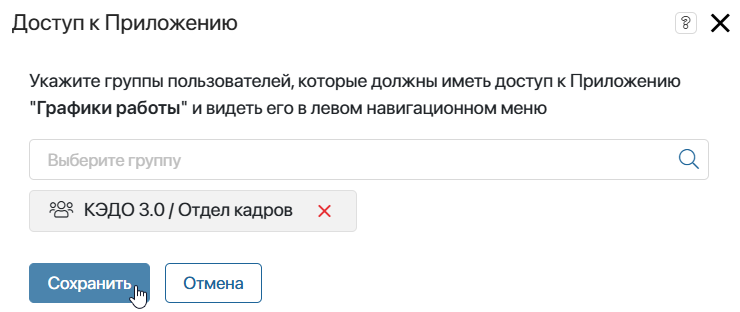 Доступ к Приложению
?
Укажите группы пользователей, которые должны иметь доступ к Приложению
"Графики работы" и видеть его в левом навигационном меню
Выберите группу
КЭДО 3.0 / Отдел кадров
Сохранить
Отмена